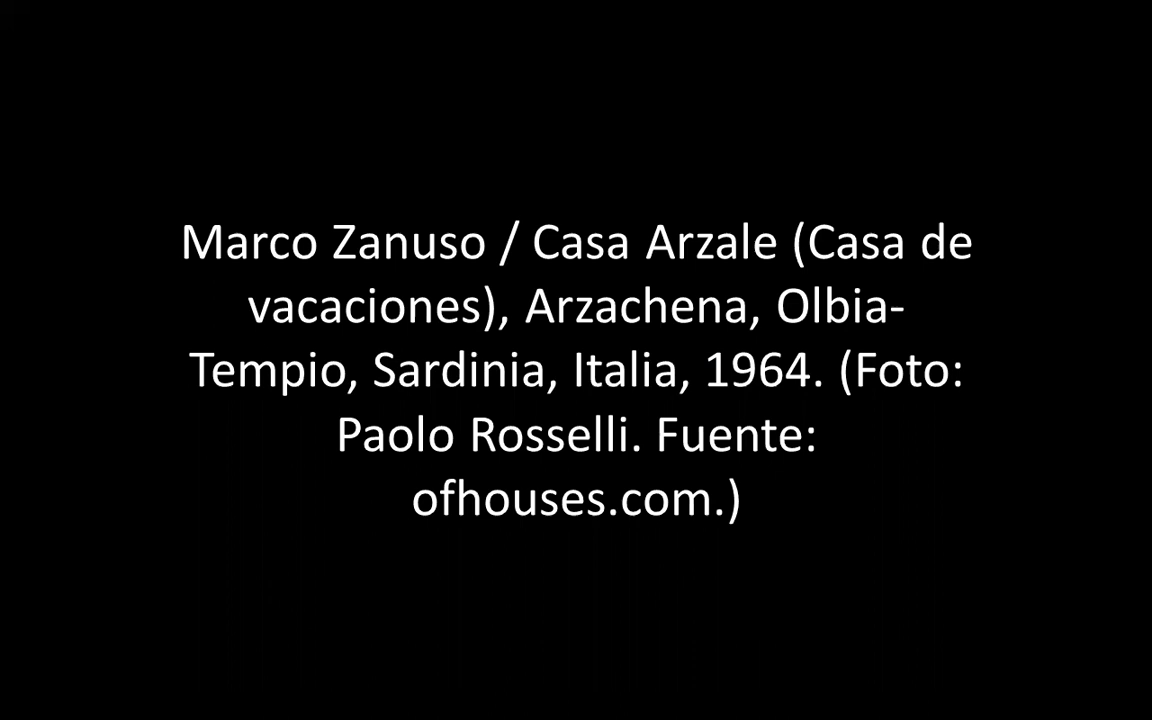 Marco Zanuso / Casa Arzale (Casa de
vacaciones), Arzachena, Olbia-
Tempio, Sardinia, Italia, 1964. (Foto:
Paolo Rosselli. Fuente:
ofhouses.com.)